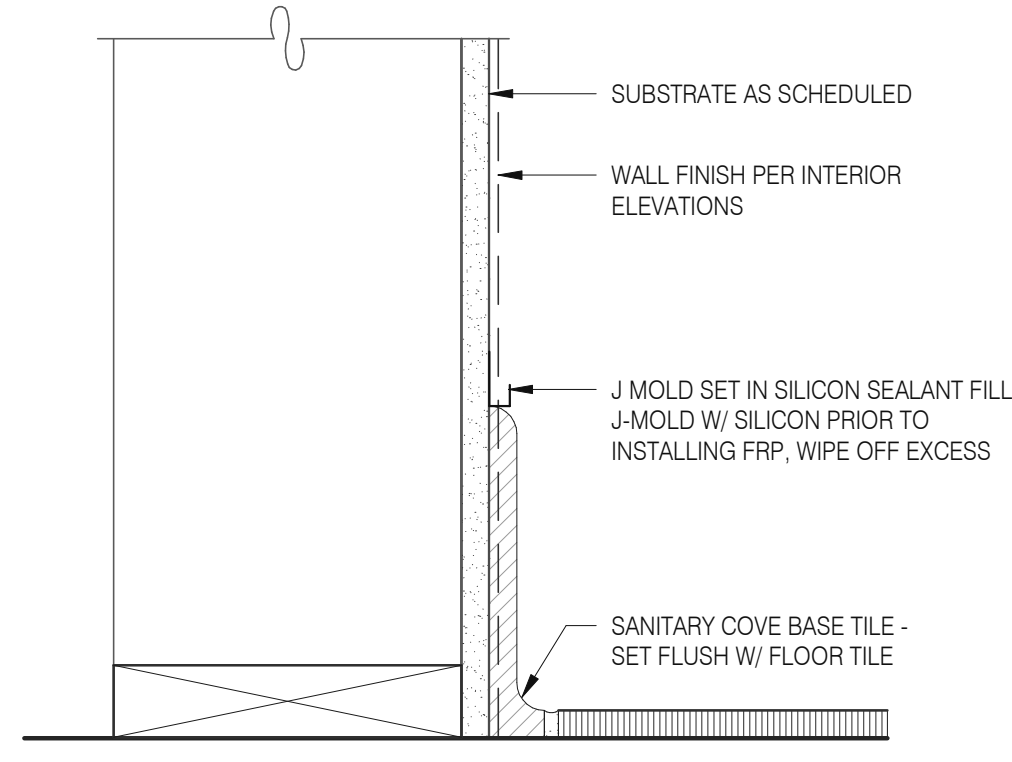 SUBSTRATE AS SCHEDULED
WALL FINISH PER INTERIOR
ELEVATIONS
J MOLD SET IN SILICON SEALANT FILL
J-MOLD W/ SILICON PRIOR TO
INSTALLING FRP, WIPE OFF EXCESS
SANITARY COVE BASE TILE -
SET FLUSH W/ FLOOR TILE